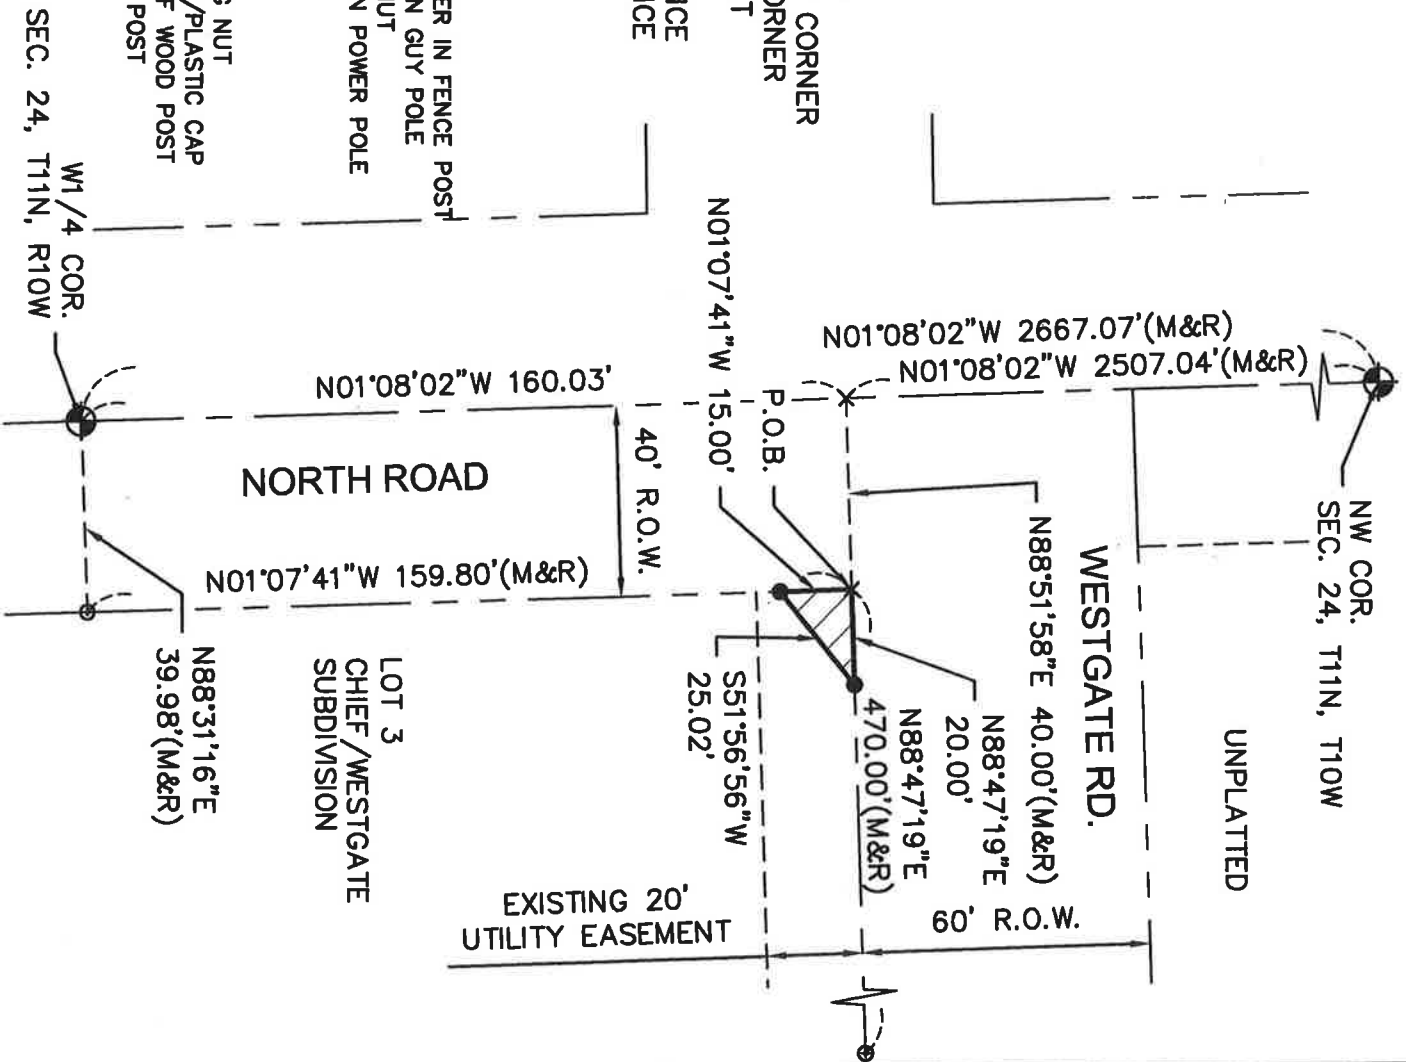 CORNER
ORNER
T
ICE
ICE
ER IN FENCE POST
N GUY POLE
UT
N POWER POLE
G NUT
/PLASTIC CAP
F WOOD POST
POST
W1/4 COR.
SEC. 24, T11N, R10W
NW COR.
SEC. 24, T11N, T10W
UNPLATTED
WESTGATE RD.
N88°51'58"E 40.00'(M&R)
N88°47'19"E
20.00'
N88°47'19"E
470.00'(M&R)
S51°56'56"W
25.02'
P.O.B.
N01°07'41"W 15.00'
40' R.O.W.
LOT 3
CHIEF/WESTGATE
SUBDIVISION
N88°31'16"E
39.98'(M&R)
N01°08'02"W 2667.07'(M&R)
N01°08'02"W 2507.04'(M&R)
N01°08'02"W 160.03'
NORTH ROAD
N01°07'41"W 159.80'(M&R)
60' R.O.W.
EXISTING 20'
UTILITY EASEMENT